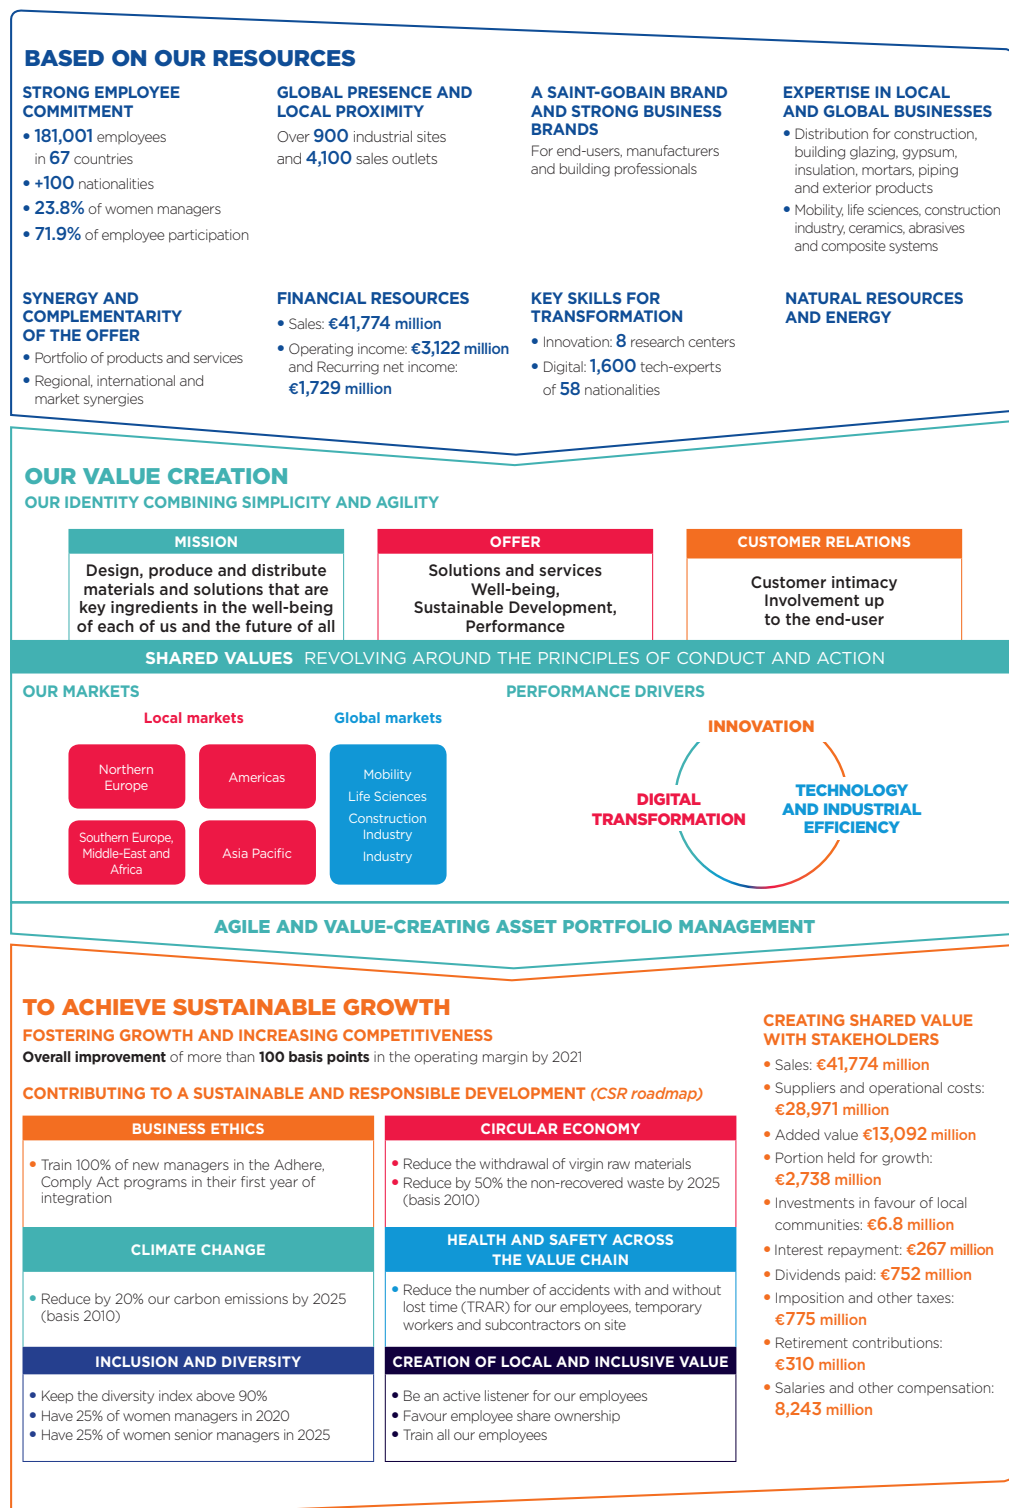 BASED ON OUR RESOURCES
STRONG EMPLOYEE
COMMITMENT
• 181,001 employees
in 67 countries
• +100 nationalities
• 23.8% of women managers
• 71.9% of employee participation
GLOBAL PRESENCE AND
LOCAL PROXIMITY
Over 900 industrial sites
and 4,100 sales outlets
A SAINT-GOBAIN BRAND
AND STRONG BUSINESS
BRANDS
For end-users, manufacturers
and building professionals
EXPERTISE IN LOCAL
AND GLOBAL BUSINESSES
• Distribution for construction,
building glazing, gypsum,
insulation, mortars, piping
and exterior products
• Mobility, life sciences, construction
industry, ceramics, abrasives
and composite systems
SYNERGY AND
COMPLEMENTARITY
OF THE OFFER
• Portfolio of products and services
• Regional, international and
market synergies
FINANCIAL RESOURCES
• Sales: €41,774 million
• Operating income: €3,122 million
and Recurring net income:
€1,729 million
KEY SKILLS FOR
TRANSFORMATION
• Innovation: 8 research centers
• Digital: 1,600 tech-experts
of 58 nationalities
NATURAL RESOURCES
AND ENERGY
OUR VALUE CREATION
OUR IDENTITY COMBINING SIMPLICITY AND AGILITY
MISSION
Design, produce and distribute
materials and solutions that are
key ingredients in the well-being
of each of us and the future of all
OFFER
Solutions and services
Well-being,
Sustainable Development,
Performance
CUSTOMER RELATIONS
Customer intimacy
Involvement up
to the end-user
SHARED VALUES REVOLVING AROUND THE PRINCIPLES OF CONDUCT AND ACTION
OUR MARKETS
Local markets
Global markets
Northern
Europe
Americas
Southern Europe,
Middle-East and
Africa
Asia Pacific
Mobility
Life Sciences
Construction
Industry
Industry
PERFORMANCE DRIVERS
INNOVATION
DIGITAL
TRANSFORMATION
TECHNOLOGY
AND INDUSTRIAL
EFFICIENCY
AGILE AND VALUE-CREATING ASSET PORTFOLIO MANAGEMENT
TO ACHIEVE SUSTAINABLE GROWTH
FOSTERING GROWTH AND INCREASING COMPETITIVENESS
Overall improvement of more than 100 basis points in the operating margin by 2021
CONTRIBUTING TO A SUSTAINABLE AND RESPONSIBLE DEVELOPMENT (CSR roadmap)
BUSINESS ETHICS
• Train 100% of new managers in the Adhere,
Comply Act programs in their first year of
integration
CIRCULAR ECONOMY
• Reduce the withdrawal of virgin raw materials
• Reduce by 50% the non-recovered waste by 2025
(basis 2010)
CLIMATE CHANGE
• Reduce by 20% our carbon emissions by 2025
(basis 2010)
HEALTH AND SAFETY ACROSS
THE VALUE CHAIN
• Reduce the number of accidents with and without
lost time (TRAR) for our employees, temporary
workers and subcontractors on site
INCLUSION AND DIVERSITY
• Keep the diversity index above 90%
• Have 25% of women managers in 2020
• Have 25% of women senior managers in 2025
CREATION OF LOCAL AND INCLUSIVE VALUE
• Be an active listener for our employees
• Favour employee share ownership
• Train all our employees
CREATING SHARED VALUE
WITH STAKEHOLDERS
• Sales: €41,774 million
• Suppliers and operational costs:
€28,971 million
• Added value €13,092 million
• Portion held for growth:
€2,738 million
• Investments in favour of local
communities: €6.8 million
• Interest repayment: €267 million
• Dividends paid: €752 million
• Imposition and other taxes:
€775 million
• Retirement contributions:
€310 million
• Salaries and other compensation:
8,243 million